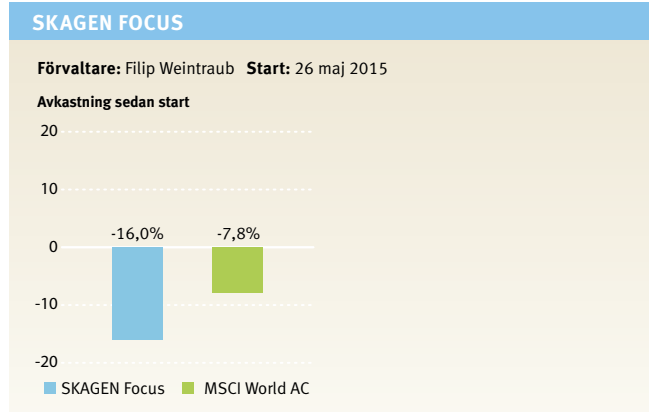 SKAGEN FOCUS
Förvaltare: Filip Weintraub Start: 26 maj 2015
Avkastning sedan start
20
10
-16,0% -7,8%
0
-10
-20
SKAGEN Focus MSCI World AC